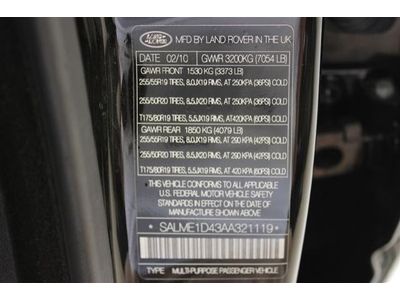 LAND ROVER MFD BY LAND ROVER IN THE UK
DATE 02/10 GVWR 3200KG (7054 LB)
GAWR FRONT 1530 KG (3373 LB)
255/55R19 TIRES, 8.0JX19 RIMS, AT 250KPA (36PSI) COLD
255/50R20 TIRES, 8.5JX20 RIMS, AT 250KPA (36PSI) COLD
T175/80R19 TIRES, 5.5JX19 RIMS, AT420KPA (60PSI) COLD
GAWR REAR 1850 KG (4079 LB)
255/55R19 TIRES, 8.0JX19 RIMS, AT 290 KPA (42PSI) COLD
255/50R20 TIRES, 8.5JX20 RIMS, AT 290 KPA (42PSI) COLD
T175/80R19 TIRES, 5.5JX19 RIMS, AT 420 KPA (60PSI) COLD
THIS VEHICLE CONFORMS TO ALL APPLICABLE
U.S. FEDERAL MOTOR VEHICLE SAFETY
STANDARDS IN EFFECT ON THE DATE OF
MANUFACTURE SHOWN ABOVE
SALME1D43AA321119
TYPE: MULTI-PURPOSE PASSENGER VEHICLE